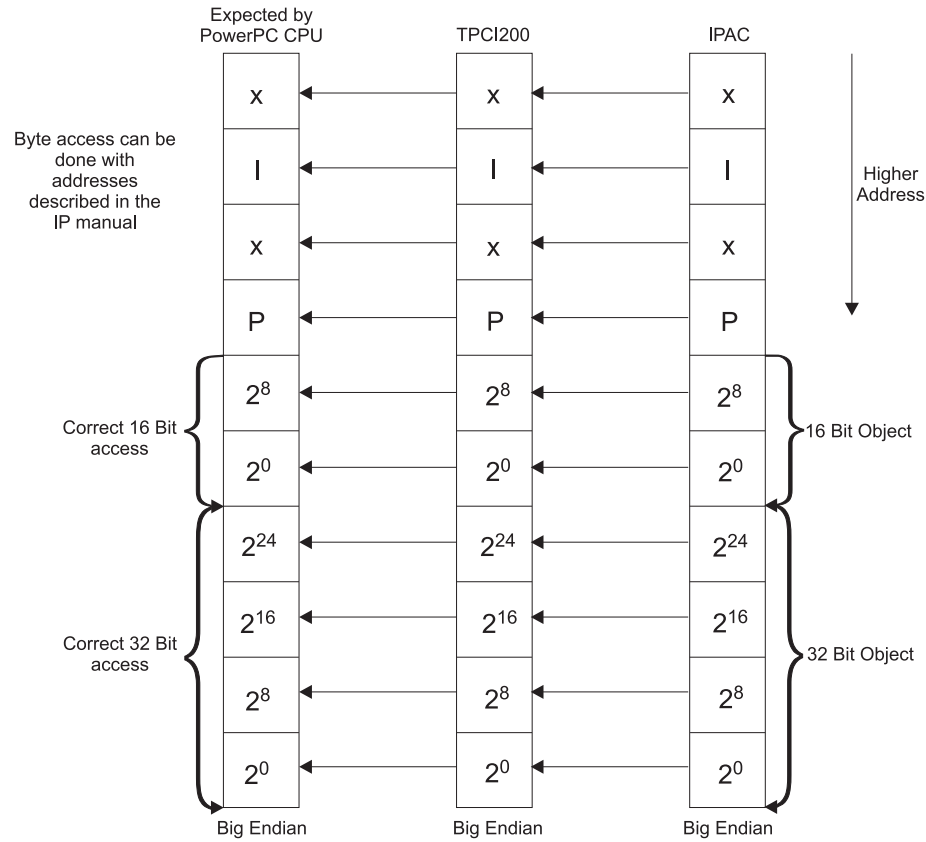 Expected by
PowerPC CPU
TPCI200
IPAC
x x x
Byte access can be
done with
addresses
described in the
IP manual
I I I
Higher
Address
x x x
P P P
2⁸ 2⁸ 2⁸
Correct 16 Bit
access
16 Bit Object
2⁰ 2⁰ 2⁰
2²⁴ 2²⁴ 2²⁴
2¹⁶ 2¹⁶ 2¹⁶
Correct 32 Bit
access
32 Bit Object
2⁸ 2⁸ 2⁸
2⁰ 2⁰ 2⁰
Big Endian Big Endian Big Endian